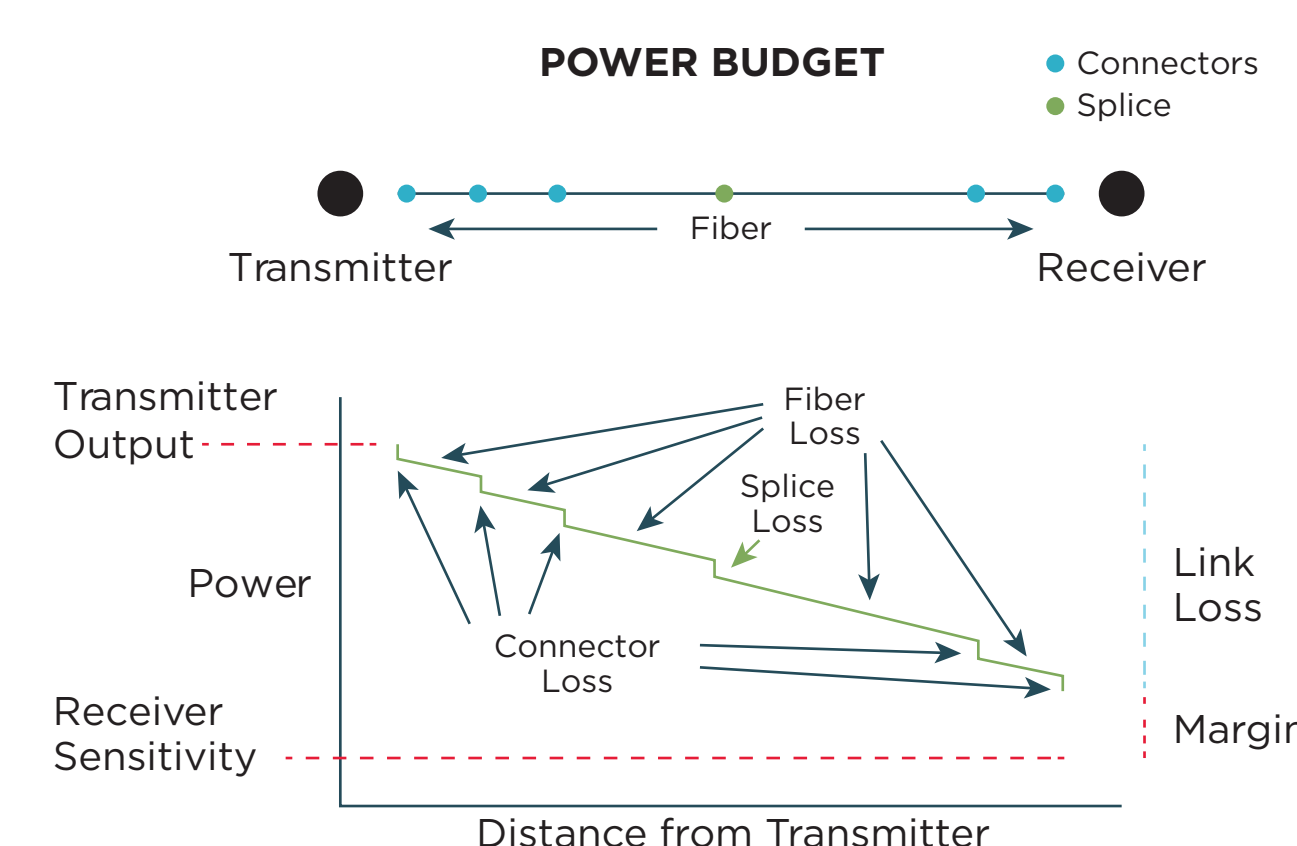 POWER BUDGET
Connectors
Splice
Fiber
Transmitter
Receiver
Transmitter
Output
Fiber
Loss
Splice
Loss
Power
Link
Loss
Connector
Loss
Receiver
Sensitivity
Margin
Distance from Transmitter